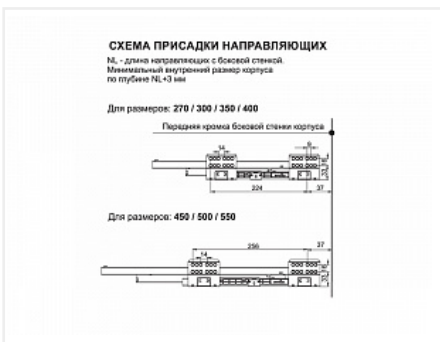 СХЕМА ПРИСАДКИ НАПРАВЛЯЮЩИХ
NL - длина направляющих с боковой стенкой.
Минимальный внутренний размер корпуса
по глубине NL+3 мм
Для размеров: 270 / 300 / 350 / 400
Передняя кромка боковой стенки корпуса
14
224
37
Для размеров: 450 / 500 / 550
256
37
14